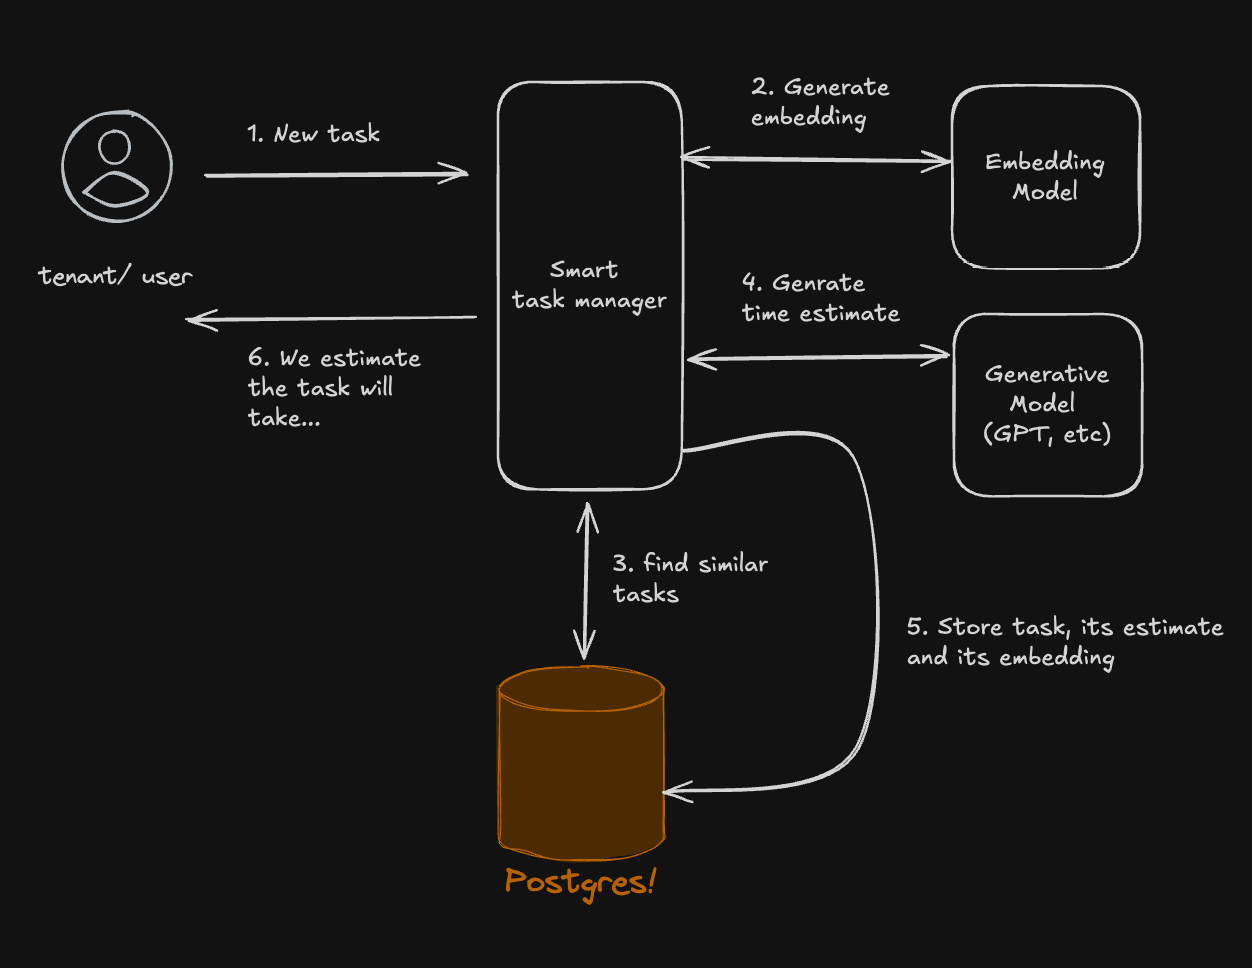 1. New task
tenant/ user
6. We estimate
the task will
take...
Smart
task manager
2. Generate
embedding
Embedding
Model
4. Genrate
time estimate
Generative
Model
(GPT, etc)
3. find similar
tasks
5. Store task, its estimate
and its embedding
Postgres!